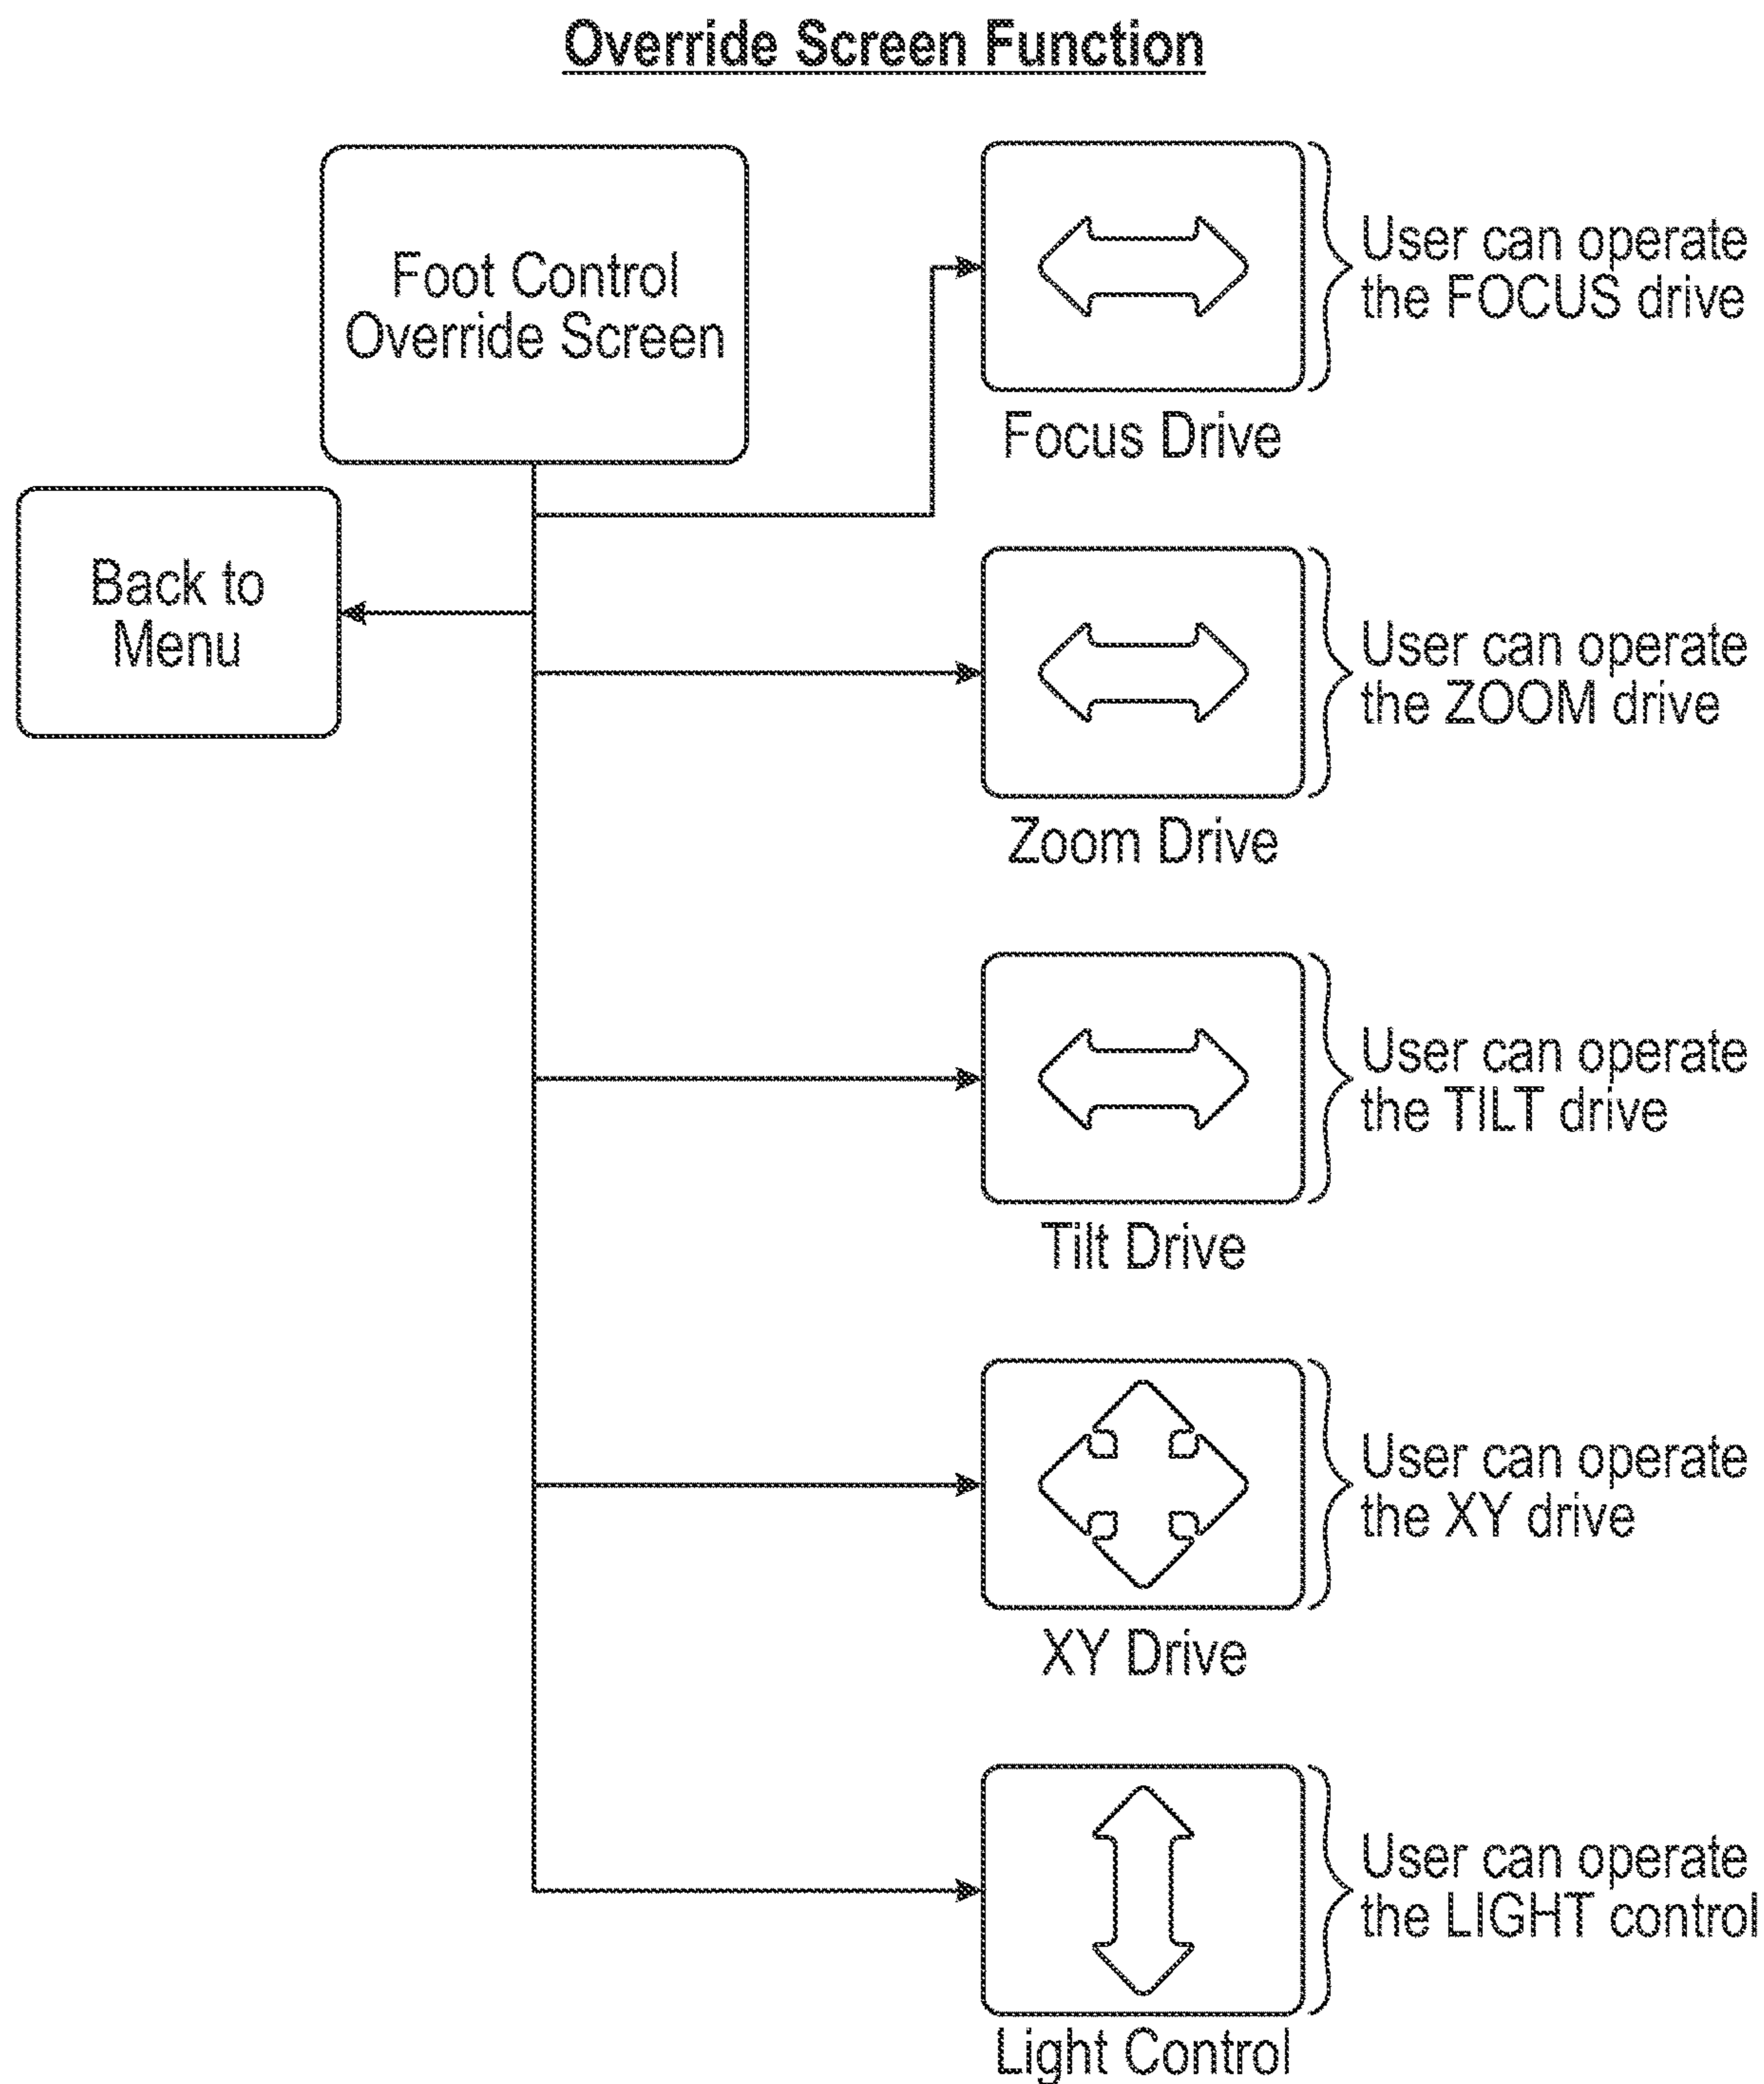 Override Screen Function
Foot Control
Override Screen
User can operate
the FOCUS drive
Focus Drive
Back to
Menu
User can operate
the ZOOM drive
Zoom Drive
User can operate
the TILT drive
Tilt Drive
User can operate
the XY drive
XY Drive
User can operate
the LIGHT control
Light Control